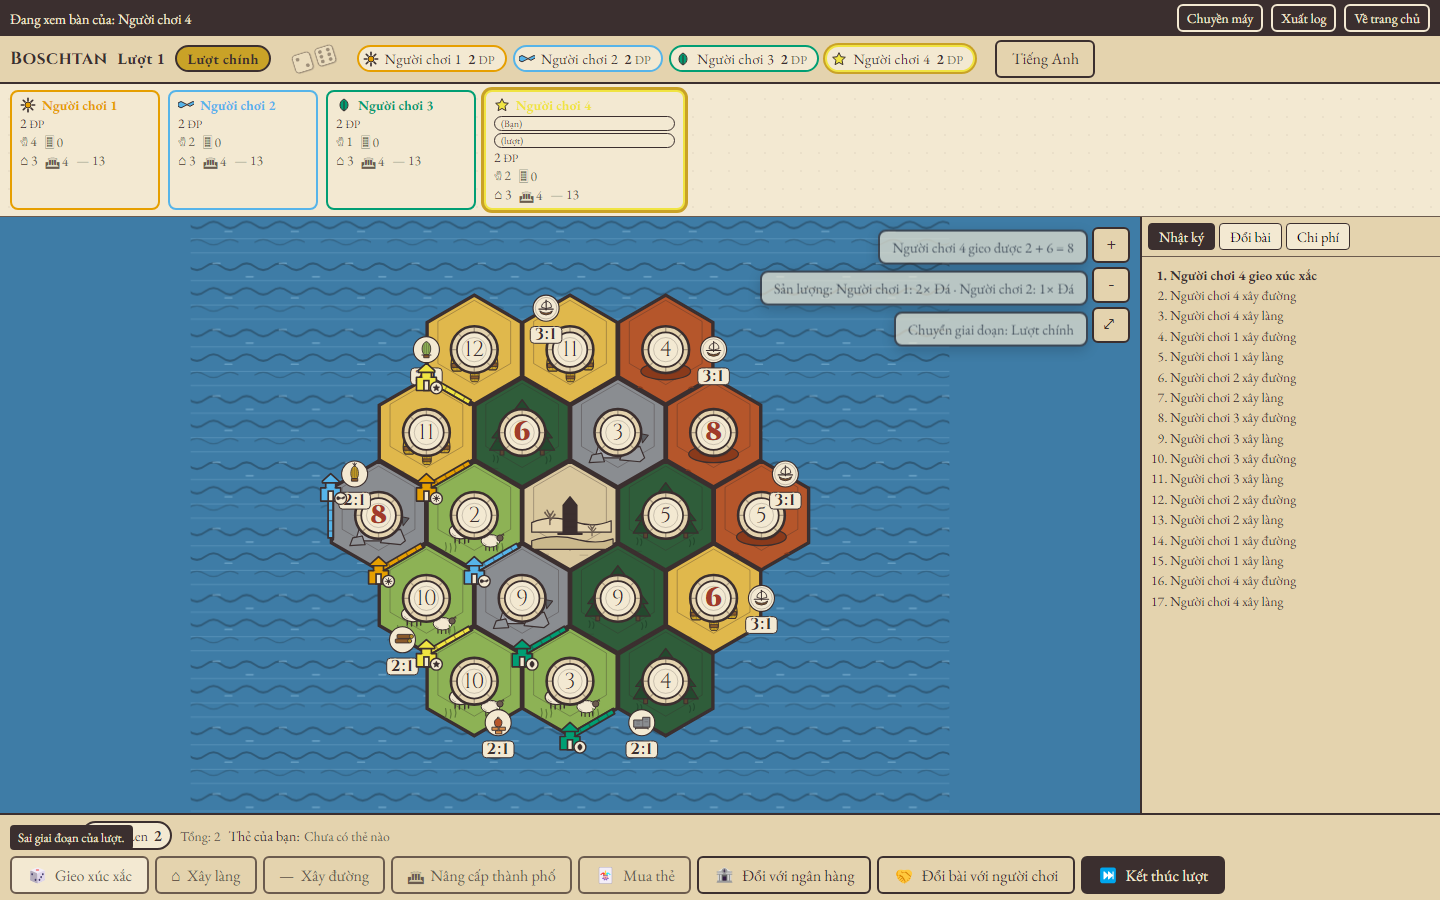 Đang xem bàn của: Người chơi 4
Chuyền máy
Xuất log
Về trang chủ
BOSCHTAN
Lượt 1
Lượt chính
Người chơi 1 2 ĐP
Người chơi 2 2 ĐP
Người chơi 3 2 ĐP
Người chơi 4 2 ĐP
Tiếng Anh
Người chơi 1
2 ĐP
4 0
3 4 — 13
Người chơi 2
2 ĐP
2 0
3 4 — 13
Người chơi 3
2 ĐP
1 0
3 4 — 13
Người chơi 4
(Bạn)
(lượt)
2 ĐP
2 0
3 4 — 13
Người chơi 4 gieo được 2 + 6 = 8
Sản lượng: Người chơi 1: 2× Đá · Người chơi 2: 1× Đá
Chuyển giai đoạn: Lượt chính
+
-
12
3:1
11
4
3:1
11
6
3
8
2:1
8
2
5
5
3:1
10
9
9
6
3:1
2:1
10
3
4
2:1
2:1
Nhật ký
Đổi bài
Chi phí
1. Người chơi 4 gieo xúc xắc
2. Người chơi 4 xây đường
3. Người chơi 4 xây làng
4. Người chơi 1 xây đường
5. Người chơi 1 xây làng
6. Người chơi 2 xây đường
7. Người chơi 2 xây làng
8. Người chơi 3 xây đường
9. Người chơi 3 xây làng
10. Người chơi 3 xây đường
11. Người chơi 3 xây làng
12. Người chơi 2 xây đường
13. Người chơi 2 xây làng
14. Người chơi 1 xây đường
15. Người chơi 1 xây làng
16. Người chơi 4 xây đường
17. Người chơi 4 xây làng
Sai giai đoạn của lượt.
2
Tổng: 2
Thẻ của bạn: Chưa có thẻ nào
Gieo xúc xắc
Xây làng
— Xây đường
Nâng cấp thành phố
Mua thẻ
Đổi với ngân hàng
Đổi bài với người chơi
Kết thúc lượt